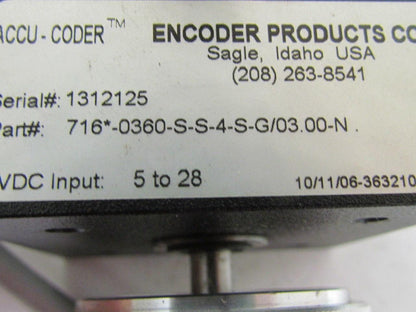 ACCU-CODER™ ENCODER PRODUCTS CO
Sagle, Idaho USA
(208) 263-8541
Serial#: 1312125
Part#: 716*-0360-S-S-4-S-G/03.00-N .
VDC Input: 5 to 28 10/11/06-363210